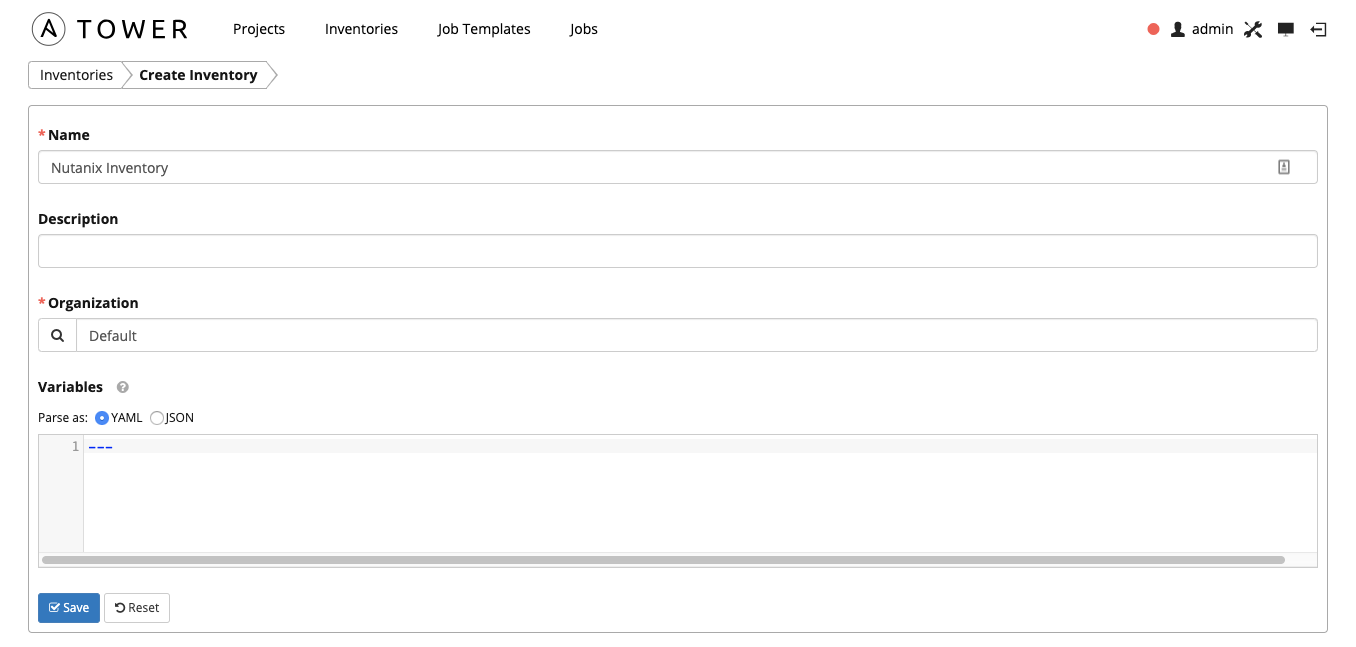 A TOWER Projects Inventories Job Templates Jobs admin
Inventories Create Inventory
* Name
Nutanix Inventory
Description
* Organization
Default
Variables ?
Parse as: YAML JSON
1 ---
Save Reset